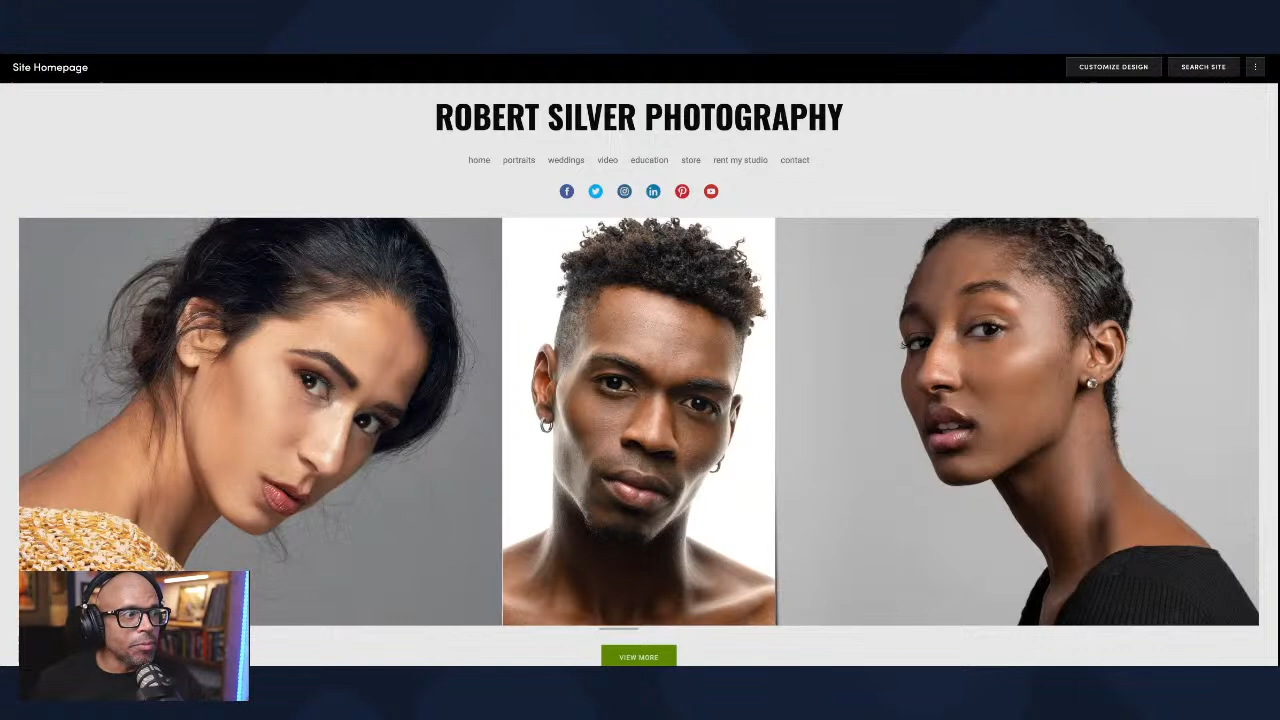 Site Homepage
CUSTOMIZE DESIGN
SEARCH SITE
ROBERT SILVER PHOTOGRAPHY
home portraits weddings video education store rent my studio contact
VIEW MORE